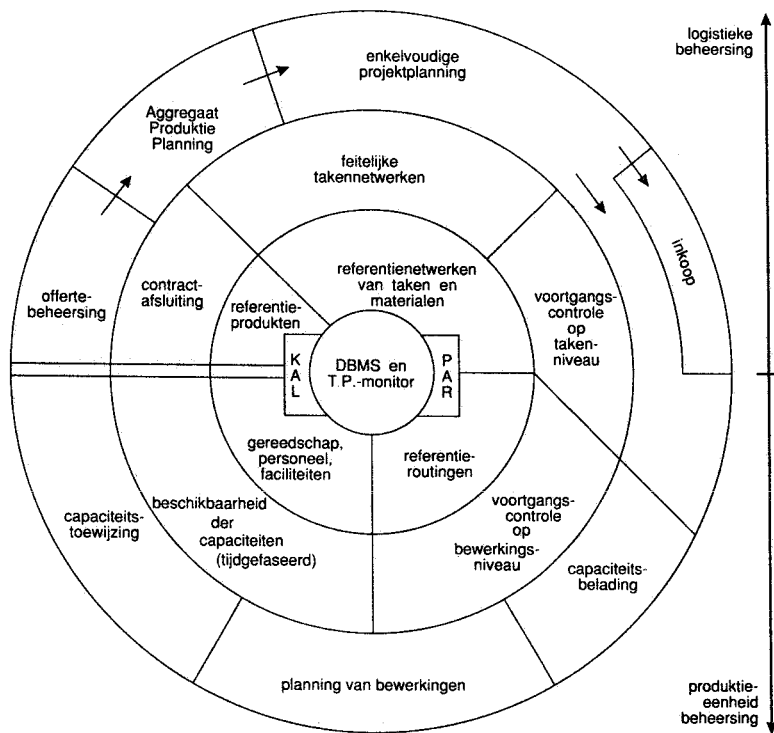 logistieke
beheersing
enkelvoudige
projektplanning
Aggregaat
Produktie
Planning
feitelijke
takennetwerken
inkoop
offerte-
beheersing
contract-
afsluiting
referentienetwerken
van taken en
materialen
referentie-
produkten
voortgangs-
controle
op
taken-
niveau
KAL
DBMS en
T.P.-monitor
PAR
gereedschap,
personeel,
faciliteiten
referentie-
routingen
capaciteits-
toewijzing
beschikbaarheid
der
capaciteiten
(tijdgefaseerd)
voortgangs-
controle
op
bewerkings-
niveau
capaciteits-
belading
planning van bewerkingen
produktie-
eenheid
beheersing